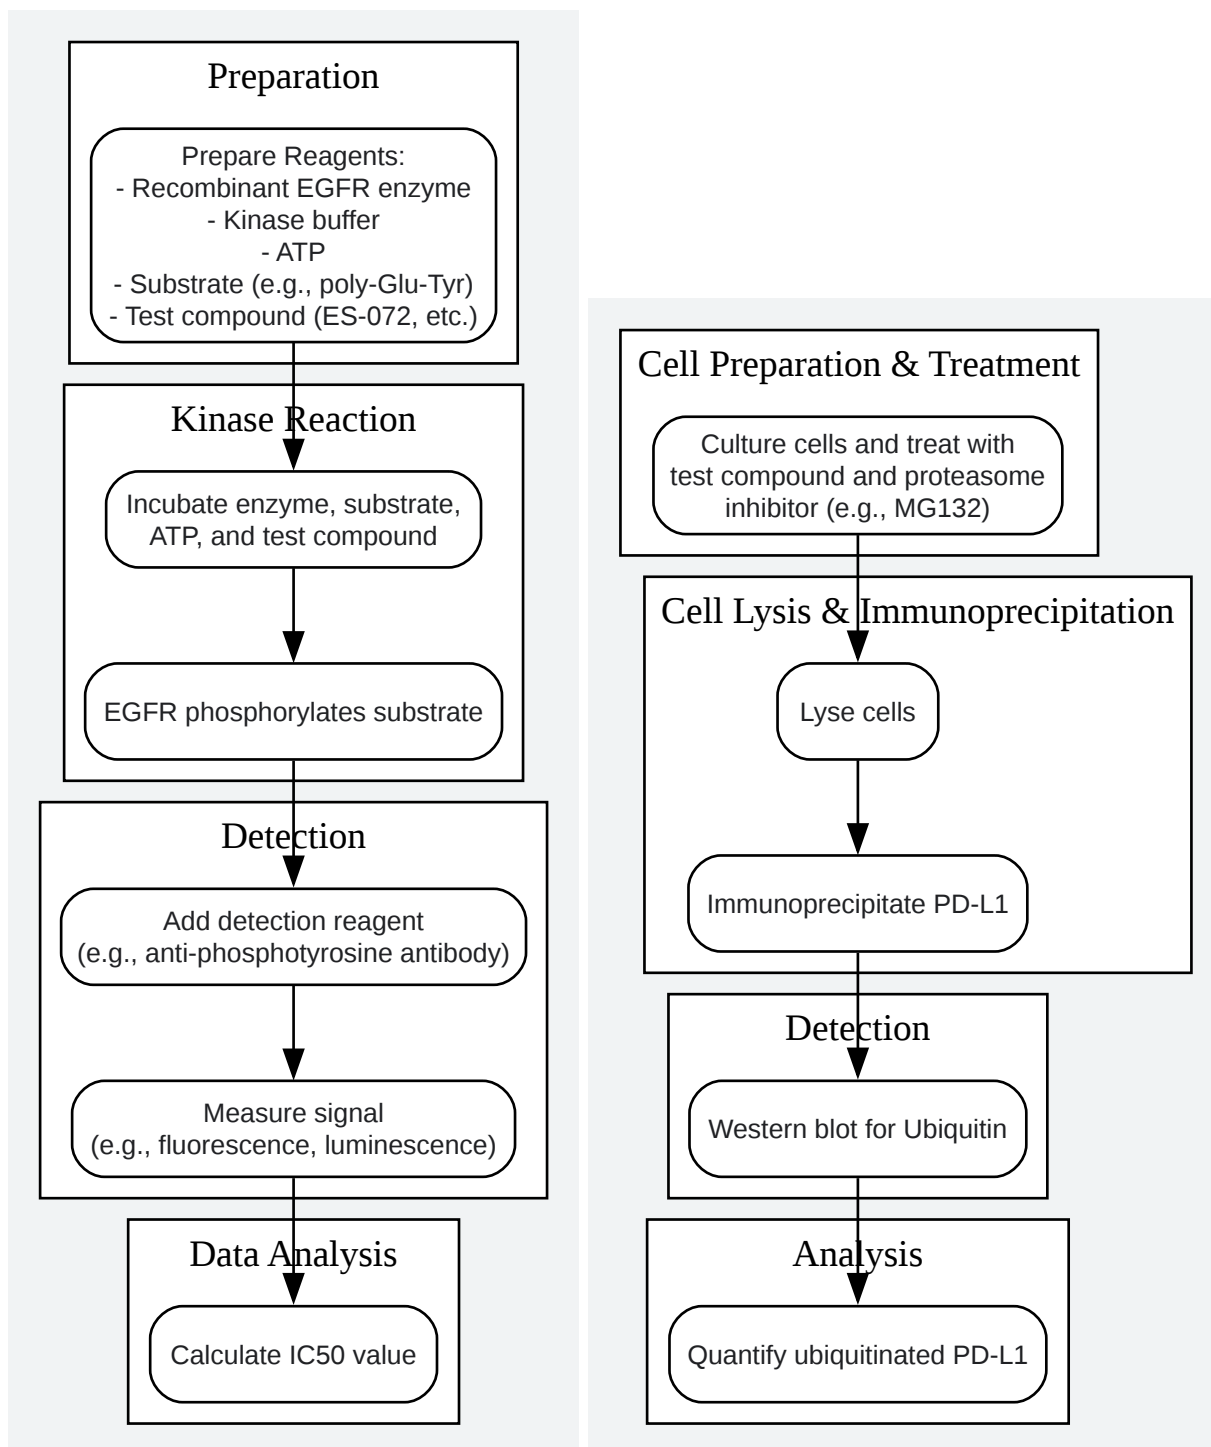 Preparation
Prepare Reagents:
- Recombinant EGFR enzyme
- Kinase buffer
- ATP
- Substrate (e.g., poly-Glu-Tyr)
- Test compound (ES-072, etc.)
Kinase Reaction
Incubate enzyme, substrate,
ATP, and test compound
EGFR phosphorylates substrate
Detection
Add detection reagent
(e.g., anti-phosphotyrosine antibody)
Measure signal
(e.g., fluorescence, luminescence)
Data Analysis
Calculate IC50 value
Cell Preparation & Treatment
Culture cells and treat with
test compound and proteasome
inhibitor (e.g., MG132)
Cell Lysis & Immunoprecipitation
Lyse cells
Immunoprecipitate PD-L1
Detection
Western blot for Ubiquitin
Analysis
Quantify ubiquitinated PD-L1